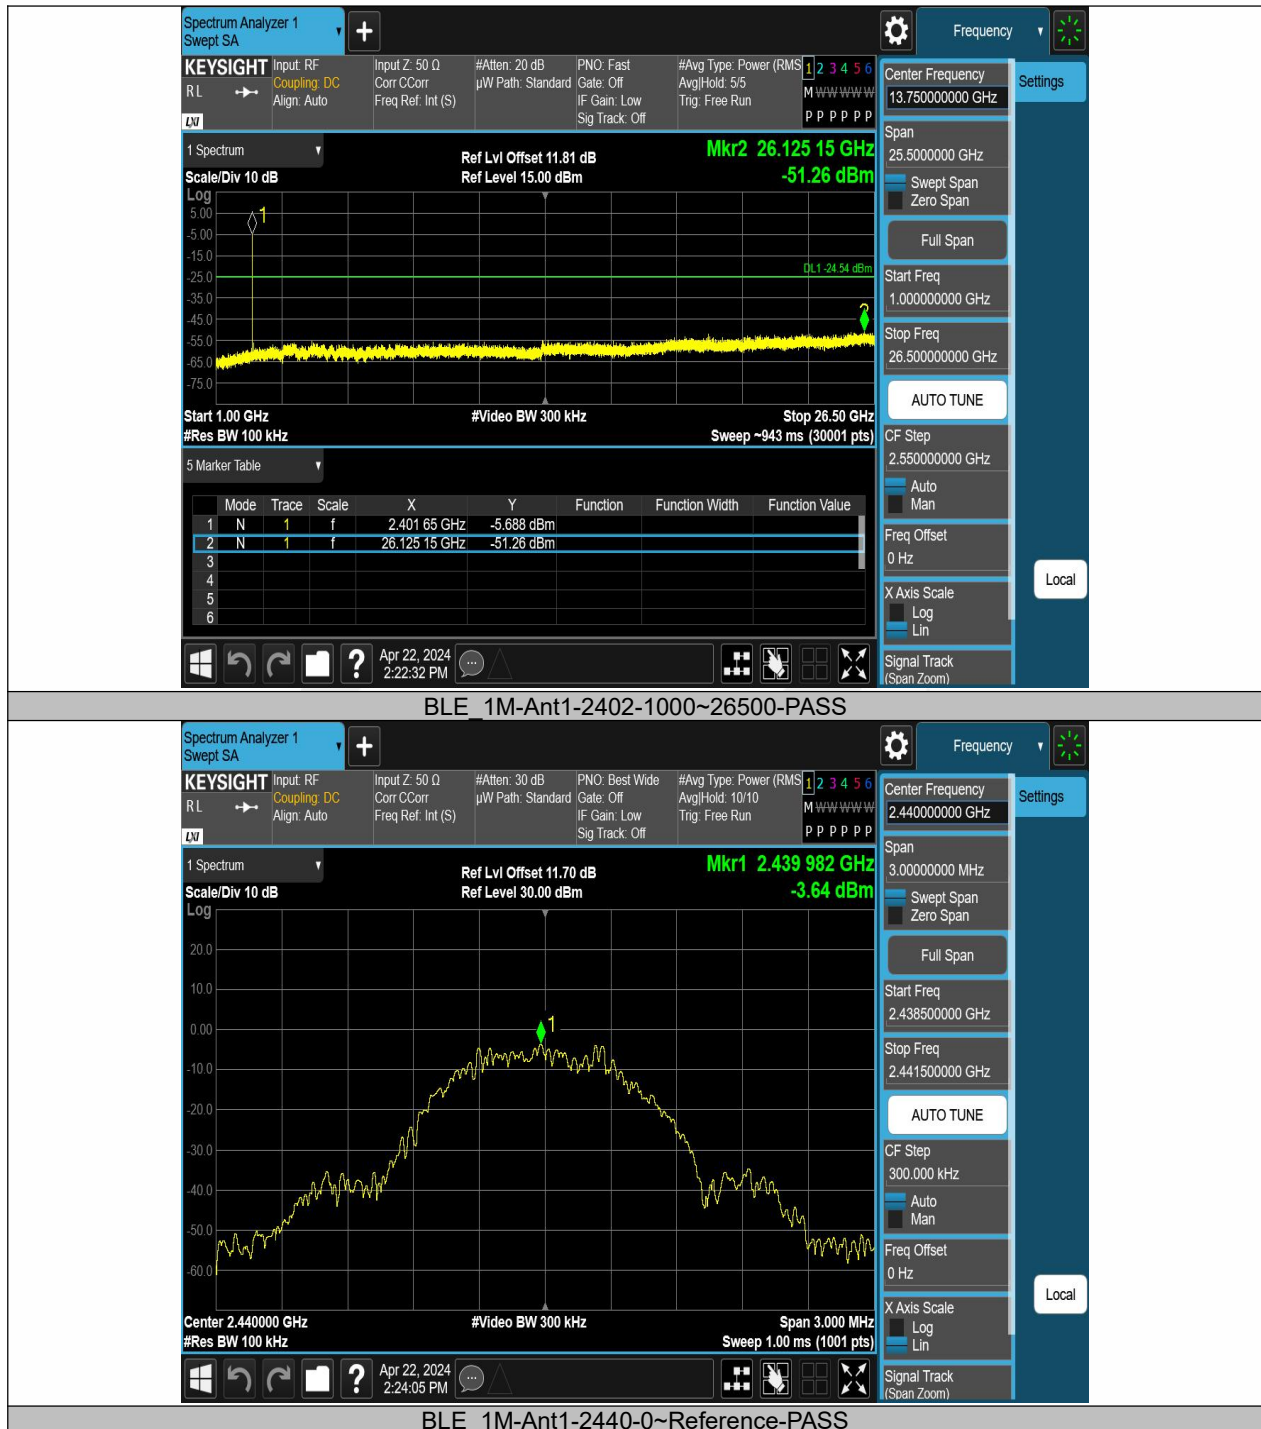 Spectrum Analyzer 1
Swept SA
+
Frequency
KEYSIGHT
R L
LXI
Input: RF
Coupling: DC
Align: Auto
Input Z: 50 Ω
Corr CCorr
Freq Ref: Int (S)
#Atten: 20 dB
µW Path: Standard
PNO: Fast
Gate: Off
IF Gain: Low
Sig Track: Off
#Avg Type: Power (RMS
Avg|Hold: 5/5
Trig: Free Run
1 2 3 4 5 6
M W W W W W
P P P P P P
Center Frequency
13.750000000 GHz
Settings
Span
25.5000000 GHz
Swept Span
Zero Span
Full Span
Start Freq
1.000000000 GHz
Stop Freq
26.500000000 GHz
AUTO TUNE
CF Step
2.550000000 GHz
Auto
Man
Freq Offset
0 Hz
X Axis Scale
Log
Lin
Signal Track
(Span Zoom)
Local
1 Spectrum
Scale/Div 10 dB
Ref Lvl Offset 11.81 dB
Ref Level 15.00 dBm
Mkr2 26.125 15 GHz
-51.26 dBm
Log
5.00
-5.00
-15.0
-25.0
-35.0
-45.0
-55.0
-65.0
-75.0
1
DL1 -24.54 dBm
2
Start 1.00 GHz
#Video BW 300 kHz
Stop 26.50 GHz
#Res BW 100 kHz
Sweep ~943 ms (30001 pts)
5 Marker Table
Mode Trace Scale X Y Function Function Width Function Value
1 N 1 f 2.401 65 GHz -5.688 dBm
2 N 1 f 26.125 15 GHz -51.26 dBm
3
4
5
6
?
Apr 22, 2024
2:22:32 PM
BLE_1M-Ant1-2402-1000~26500-PASS
Spectrum Analyzer 1
Swept SA
+
Frequency
KEYSIGHT
R L
LXI
Input: RF
Coupling: DC
Align: Auto
Input Z: 50 Ω
Corr CCorr
Freq Ref: Int (S)
#Atten: 30 dB
µW Path: Standard
PNO: Best Wide
Gate: Off
IF Gain: Low
Sig Track: Off
#Avg Type: Power (RMS
Avg|Hold: 10/10
Trig: Free Run
1 2 3 4 5 6
M W W W W W
P P P P P P
Center Frequency
2.440000000 GHz
Settings
Span
3.00000000 MHz
Swept Span
Zero Span
Full Span
Start Freq
2.438500000 GHz
Stop Freq
2.441500000 GHz
AUTO TUNE
CF Step
300.000 kHz
Auto
Man
Freq Offset
0 Hz
X Axis Scale
Log
Lin
Signal Track
(Span Zoom)
Local
1 Spectrum
Scale/Div 10 dB
Ref Lvl Offset 11.70 dB
Ref Level 30.00 dBm
Mkr1 2.439 982 GHz
-3.64 dBm
Log
20.0
10.0
0.00
-10.0
-20.0
-30.0
-40.0
-50.0
-60.0
1
Center 2.440000 GHz
#Video BW 300 kHz
Span 3.000 MHz
#Res BW 100 kHz
Sweep 1.00 ms (1001 pts)
?
Apr 22, 2024
2:24:05 PM
BLE_1M-Ant1-2440-0~Reference-PASS